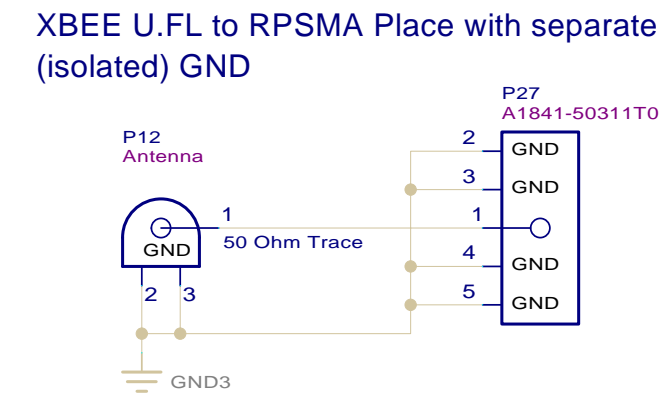 XBEE U.FL to RPSMA Place with separate
(isolated) GND
P27
A1841-50311T0
P12
Antenna
2 GND
3 GND
1
1
50 Ohm Trace
GND
4 GND
2 3
5 GND
GND3